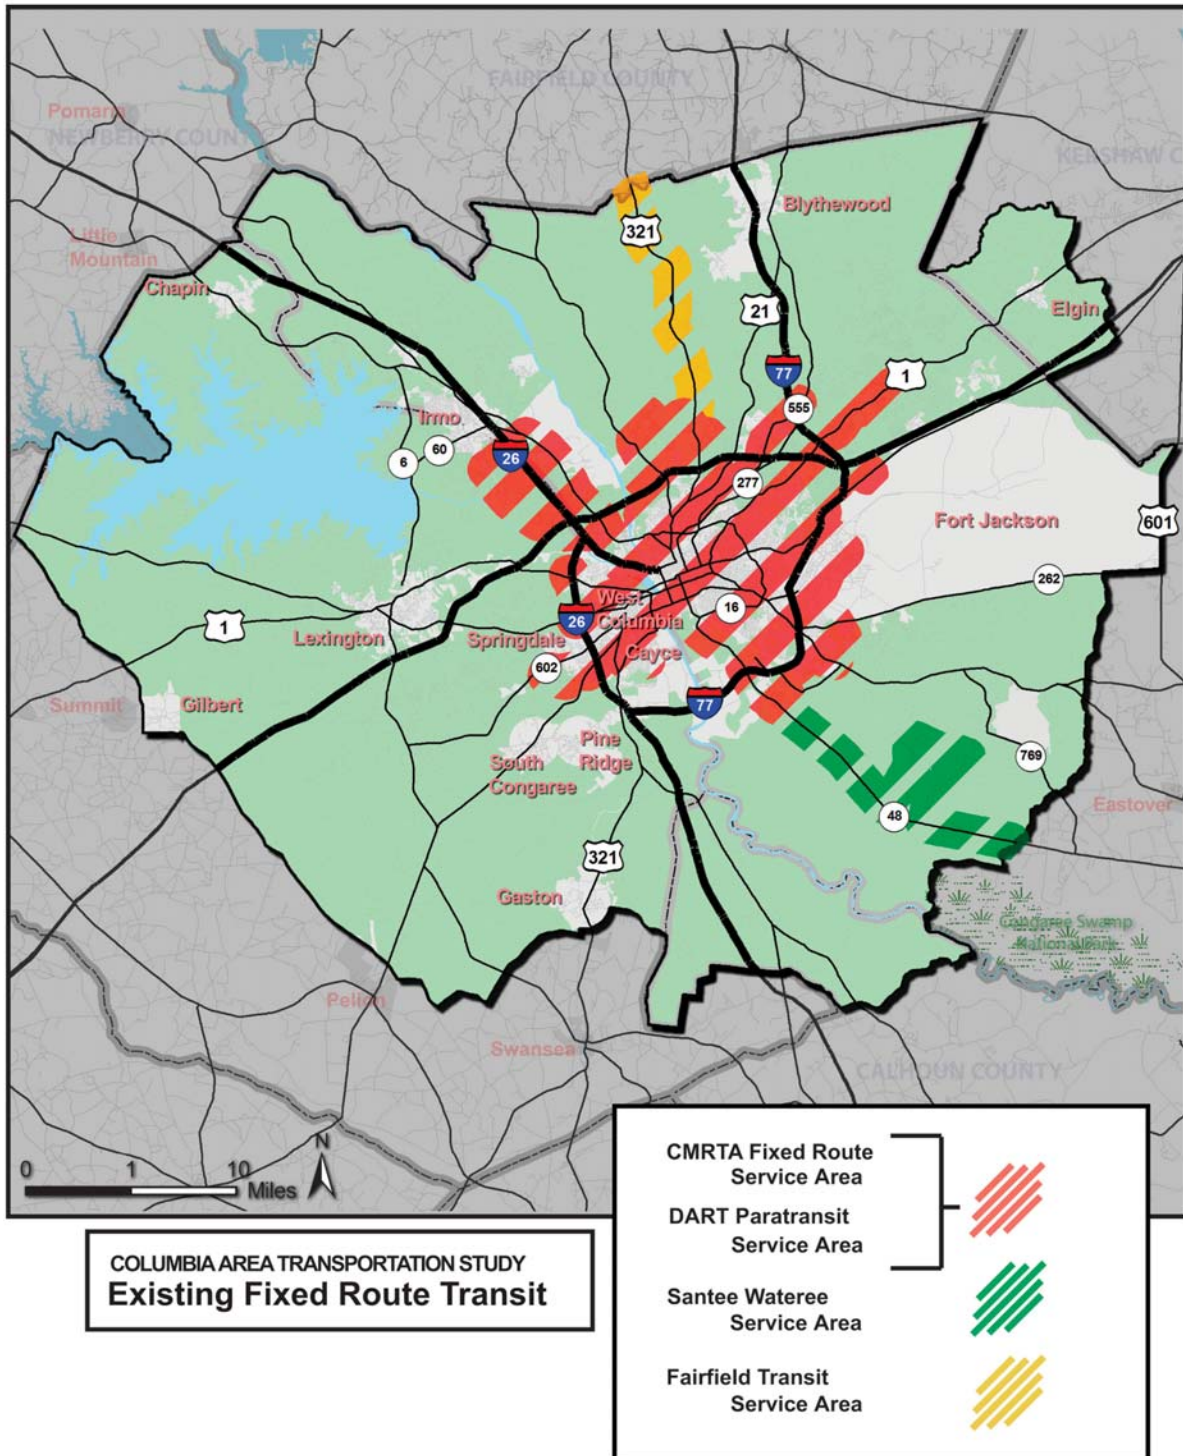 FAIRFIELD COUNTY
Pomaria
NEWBERRY COUNTY
KERSHAW C
Blythewood
321
Little
Mountain
Chapin
Elgin
21
77
1
555
Irmo
60
6
26
277
Fort Jackson
601
262
West
Columbia
16
26
1
Lexington
Springdale
Cayce
602
77
Summit
Gilbert
Pine
Ridge
South
Congaree
769
Eastover
48
321
Gaston
Congaree Swamp
National Park
Pelion
Swansea
CALHOUN COUNTY
N
0 1 10
Miles
COLUMBIA AREA TRANSPORTATION STUDY
Existing Fixed Route Transit
CMRTA Fixed Route
Service Area
DART Paratransit
Service Area
Santee Wateree
Service Area
Fairfield Transit
Service Area